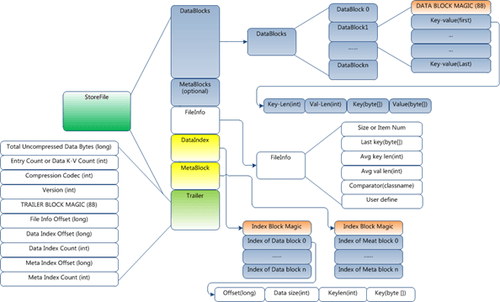 StoreFile
Total Uncompressed Data Bytes (long)
Entry Count or Data K-V Count (int)
Compression Codec (int)
Version (int)
TRAILER BLOCK MAGIC (8B)
File Info Offset (long)
Data Index Offset (long)
Data Index Count (int)
Meta Index Offset (long)
Meta Index Count (int)
DataBlocks
MetaBlocks
(optional)
FileInfo
DataIndex
MetaBlock
Trailer
DataBlocks
DataBlock 0
DataBlock1
......
DataBlockn
DATA BLOCK MAGIC (8B)
Key-value(first)
...
...
Key-value(Last)
Key-Len(int)
Val-Len(int)
Key(byte[])
Value(byte[])
FileInfo
Size or Item Num
Last key(byte[])
Avg key len(int)
Avg val len(int)
Comparator(classname)
User define
Index Block Magic
Index of Data block 0
......
Index of Data block n
Index Block Magic
Index of Meat block 0
......
Index of Meta block n
Offset(long)
Data size(int)
Keylen(int)
Key(byte [])